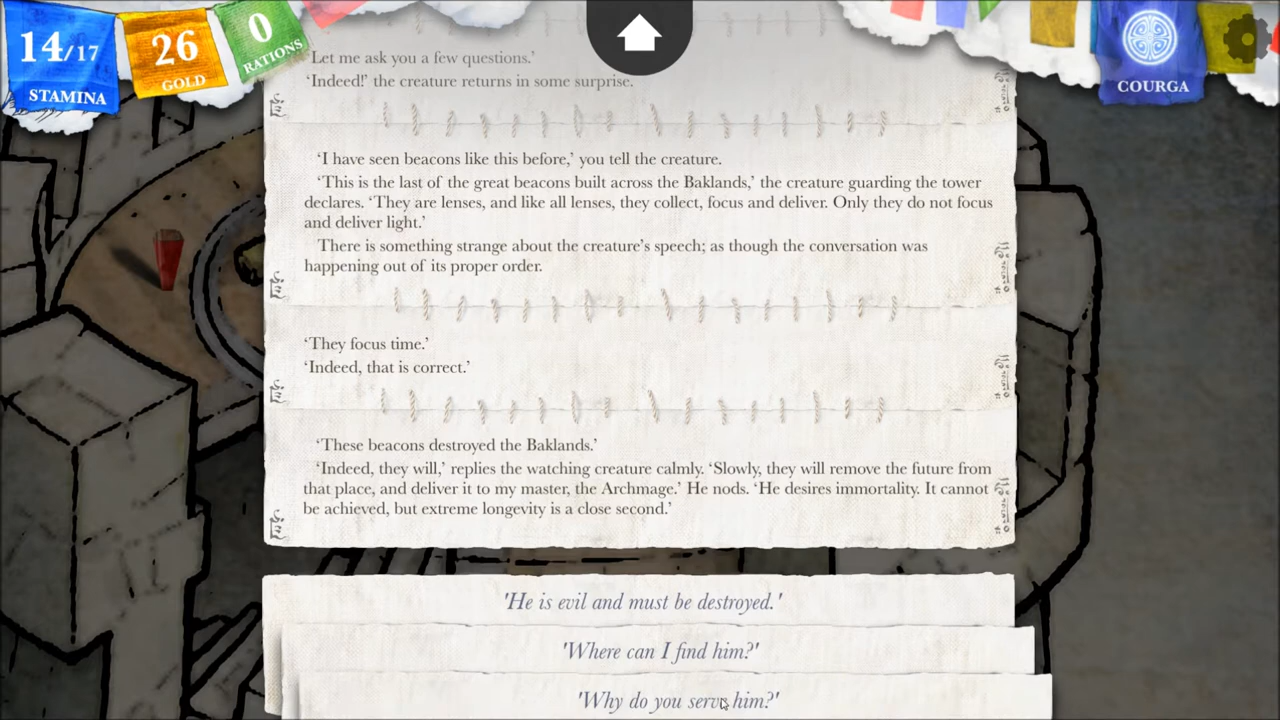 14/17
STAMINA
26
GOLD
0
RATIONS
COURGA
‘Let me ask you a few questions.’
‘Indeed!’ the creature returns in some surprise.
‘I have seen beacons like this before,’ you tell the creature.
‘This is the last of the great beacons built across the Baklands,’ the creature guarding the tower
declares. ‘They are lenses, and like all lenses, they collect, focus and deliver. Only they do not focus
and deliver light.’
There is something strange about the creature’s speech; as though the conversation was
happening out of its proper order.
‘They focus time.’
‘Indeed, that is correct.’
‘These beacons destroyed the Baklands.’
‘Indeed, they will,’ replies the watching creature calmly. ‘Slowly, they will remove the future from
that place, and deliver it to my master, the Archmage.’ He nods. ‘He desires immortality. It cannot
be achieved, but extreme longevity is a close second.’
'He is evil and must be destroyed.'
'Where can I find him?'
'Why do you serve him?'